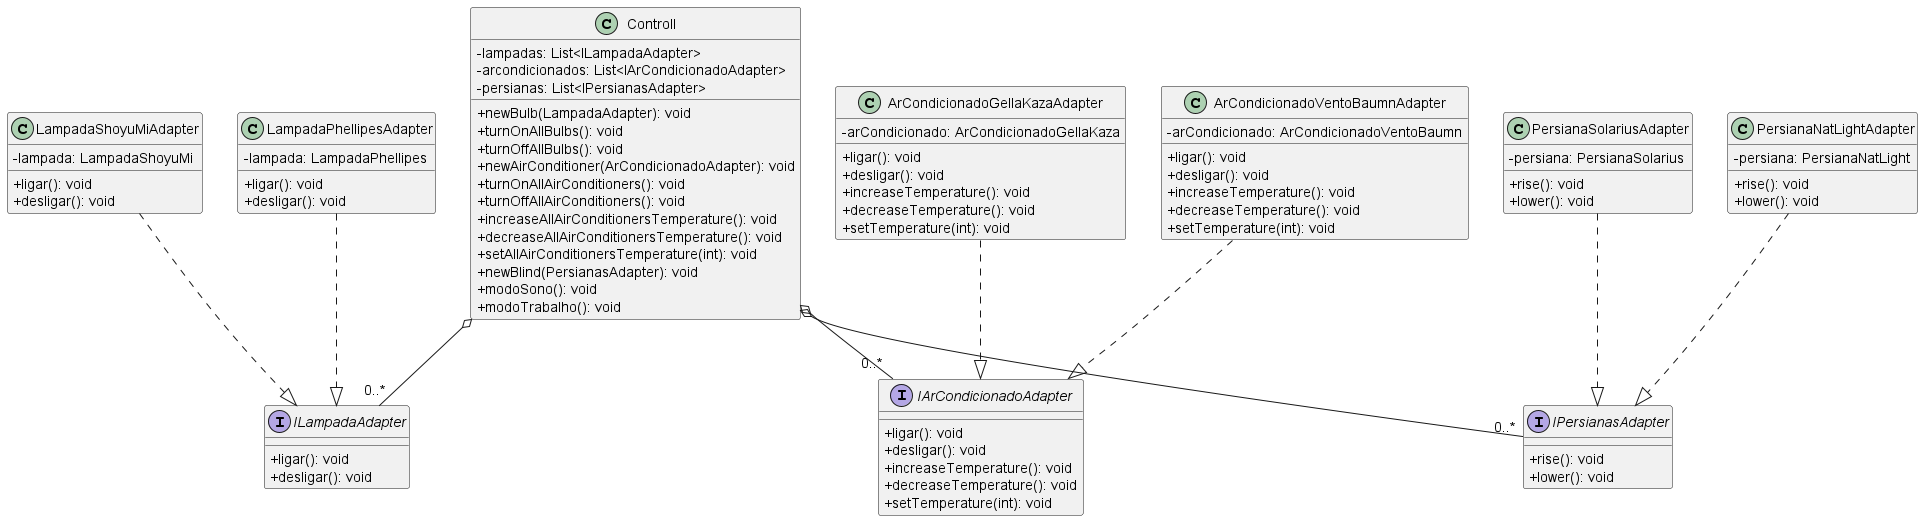 C Controll
-lampadas: List<ILampadaAdapter>
-arcondicionados: List<IArCondicionadoAdapter>
-persianas: List<IPersianasAdapter>
+newBulb(LampadaAdapter): void
+turnOnAllBulbs(): void
+turnOffAllBulbs(): void
+newAirConditioner(ArCondicionadoAdapter): void
+turnOnAllAirConditioners(): void
+turnOffAllAirConditioners(): void
+increaseAllAirConditionersTemperature(): void
+decreaseAllAirConditionersTemperature(): void
+setAllAirConditionersTemperature(int): void
+newBlind(PersianasAdapter): void
+modoSono(): void
+modoTrabalho(): void
C LampadaShoyuMiAdapter
-lampada: LampadaShoyuMi
+ligar(): void
+desligar(): void
C LampadaPhellipesAdapter
-lampada: LampadaPhellipes
+ligar(): void
+desligar(): void
C ArCondicionadoGellaKazaAdapter
-arCondicionado: ArCondicionadoGellaKaza
+ligar(): void
+desligar(): void
+increaseTemperature(): void
+decreaseTemperature(): void
+setTemperature(int): void
C ArCondicionadoVentoBaumnAdapter
-arCondicionado: ArCondicionadoVentoBaumn
+ligar(): void
+desligar(): void
+increaseTemperature(): void
+decreaseTemperature(): void
+setTemperature(int): void
C PersianaSolariusAdapter
-persiana: PersianaSolarius
+rise(): void
+lower(): void
C PersianaNatLightAdapter
-persiana: PersianaNatLight
+rise(): void
+lower(): void
0..*
0..*
0..*
I ILampadaAdapter
+ligar(): void
+desligar(): void
I IArCondicionadoAdapter
+ligar(): void
+desligar(): void
+increaseTemperature(): void
+decreaseTemperature(): void
+setTemperature(int): void
I IPersianasAdapter
+rise(): void
+lower(): void